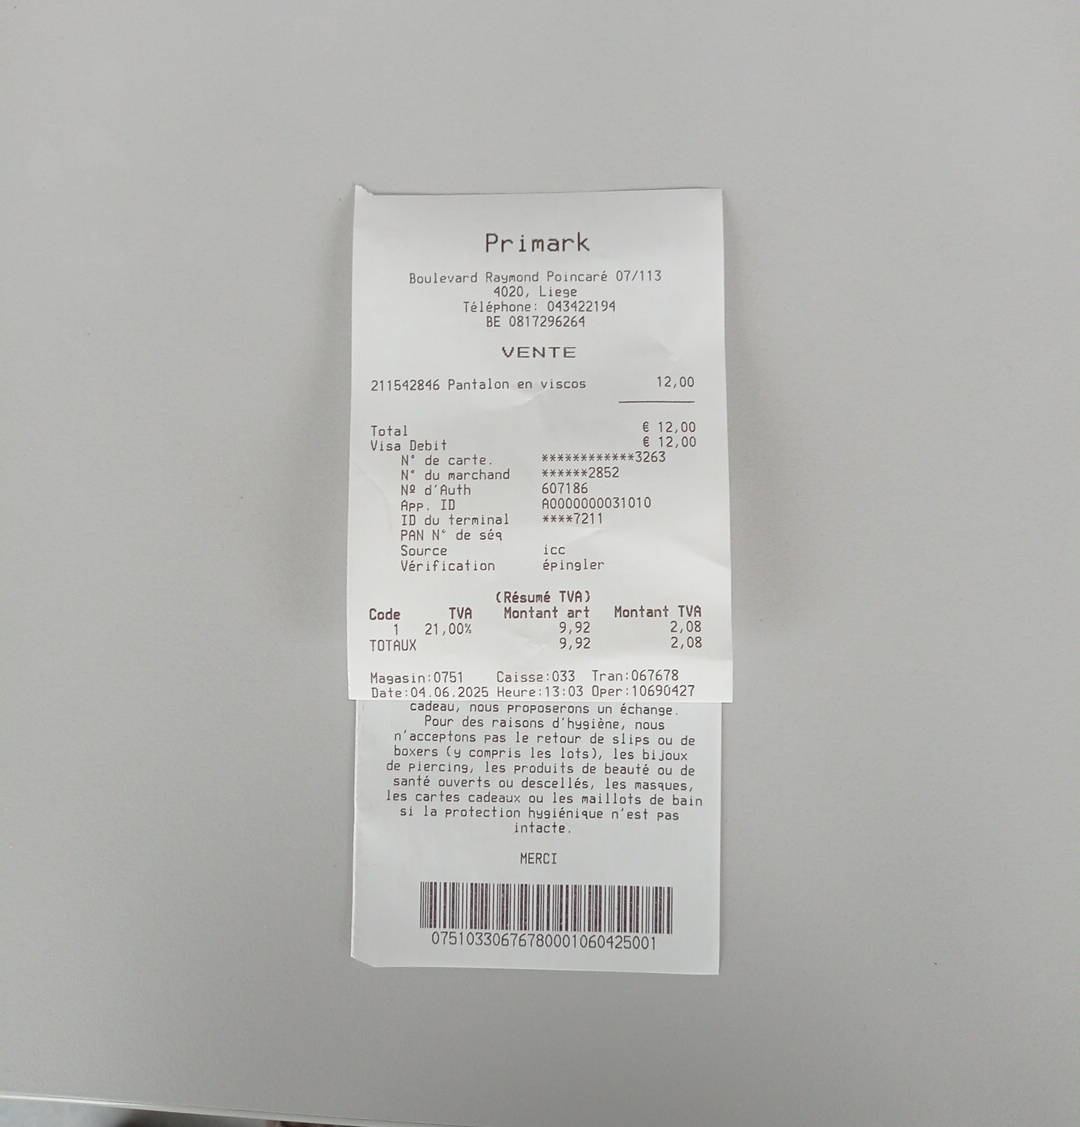 Primark
Boulevard Raymond Poincaré 07/113
4020, Liege
Téléphone: 043422194
BE 0817296264
VENTE
211542846 Pantalon en viscos 12,00
Total € 12,00
Visa Debit € 12,00
N° de carte. ************3263
N° du marchand ******2852
Nº d'Auth 607186
App. ID A0000000031010
ID du terminal ****7211
PAN N° de séq
Source icc
Vérification épingler
(Résumé TVA)
Code TVA Montant art Montant TVA
1 21,00% 9,92 2,08
TOTAUX 9,92 2,08
Magasin:0751 Caisse:033 Tran:067678
Date:04.06.2025 Heure:13:03 Oper:10690427
cadeau, nous proposerons un échange.
Pour des raisons d'hygiène, nous
n'acceptons pas le retour de slips ou de
boxers (y compris les lots), les bijoux
de piercing, les produits de beauté ou de
santé ouverts ou descellés, les masques,
les cartes cadeaux ou les maillots de bain
si la protection hygiénique n'est pas
intacte.
MERCI
07510330676780001060425001